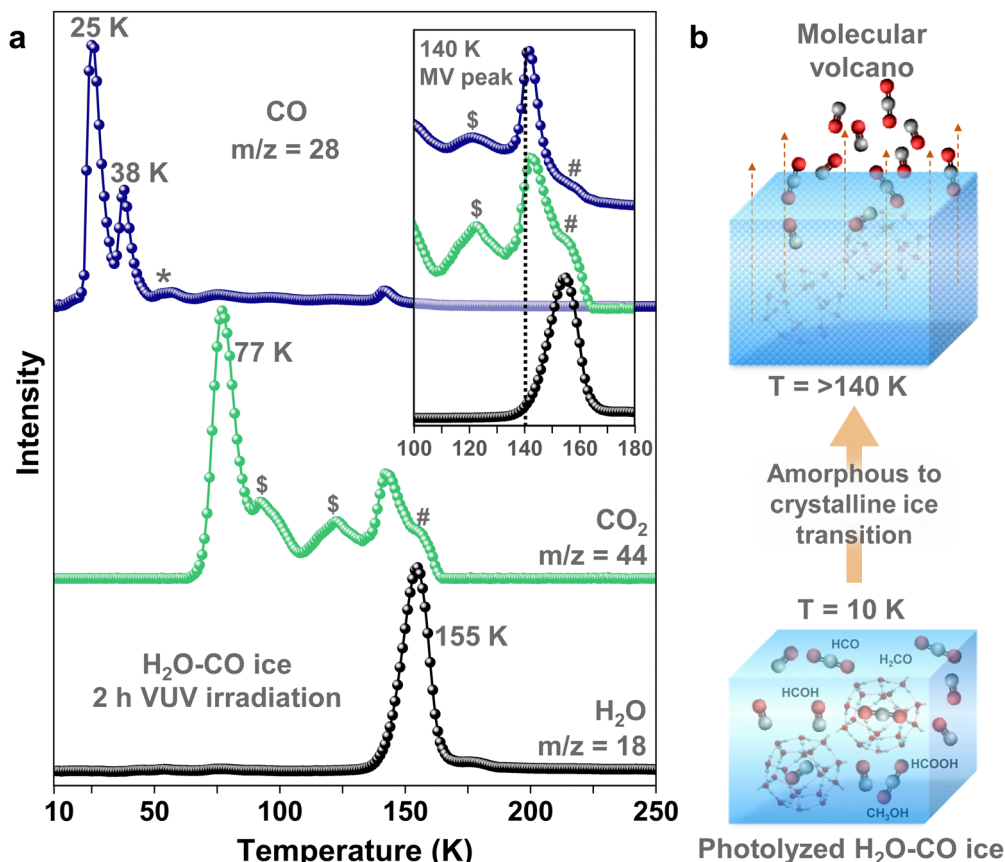 a
25 K
38 K
*
CO
m/z = 28
140 K
MV peak
$
#
$
#
100
120
140
160
180
77 K
$
$
#
CO₂
m/z = 44
155 K
H₂O-CO ice
2 h VUV irradiation
H₂O
m/z = 18
Intensity
10
50
100
150
200
250
Temperature (K)
b
Molecular
volcano
T = >140 K
Amorphous to
crystalline ice
transition
T = 10 K
HCO
H₂CO
HCOH
HCOOH
CH₃OH
Photolyzed H₂O-CO ice